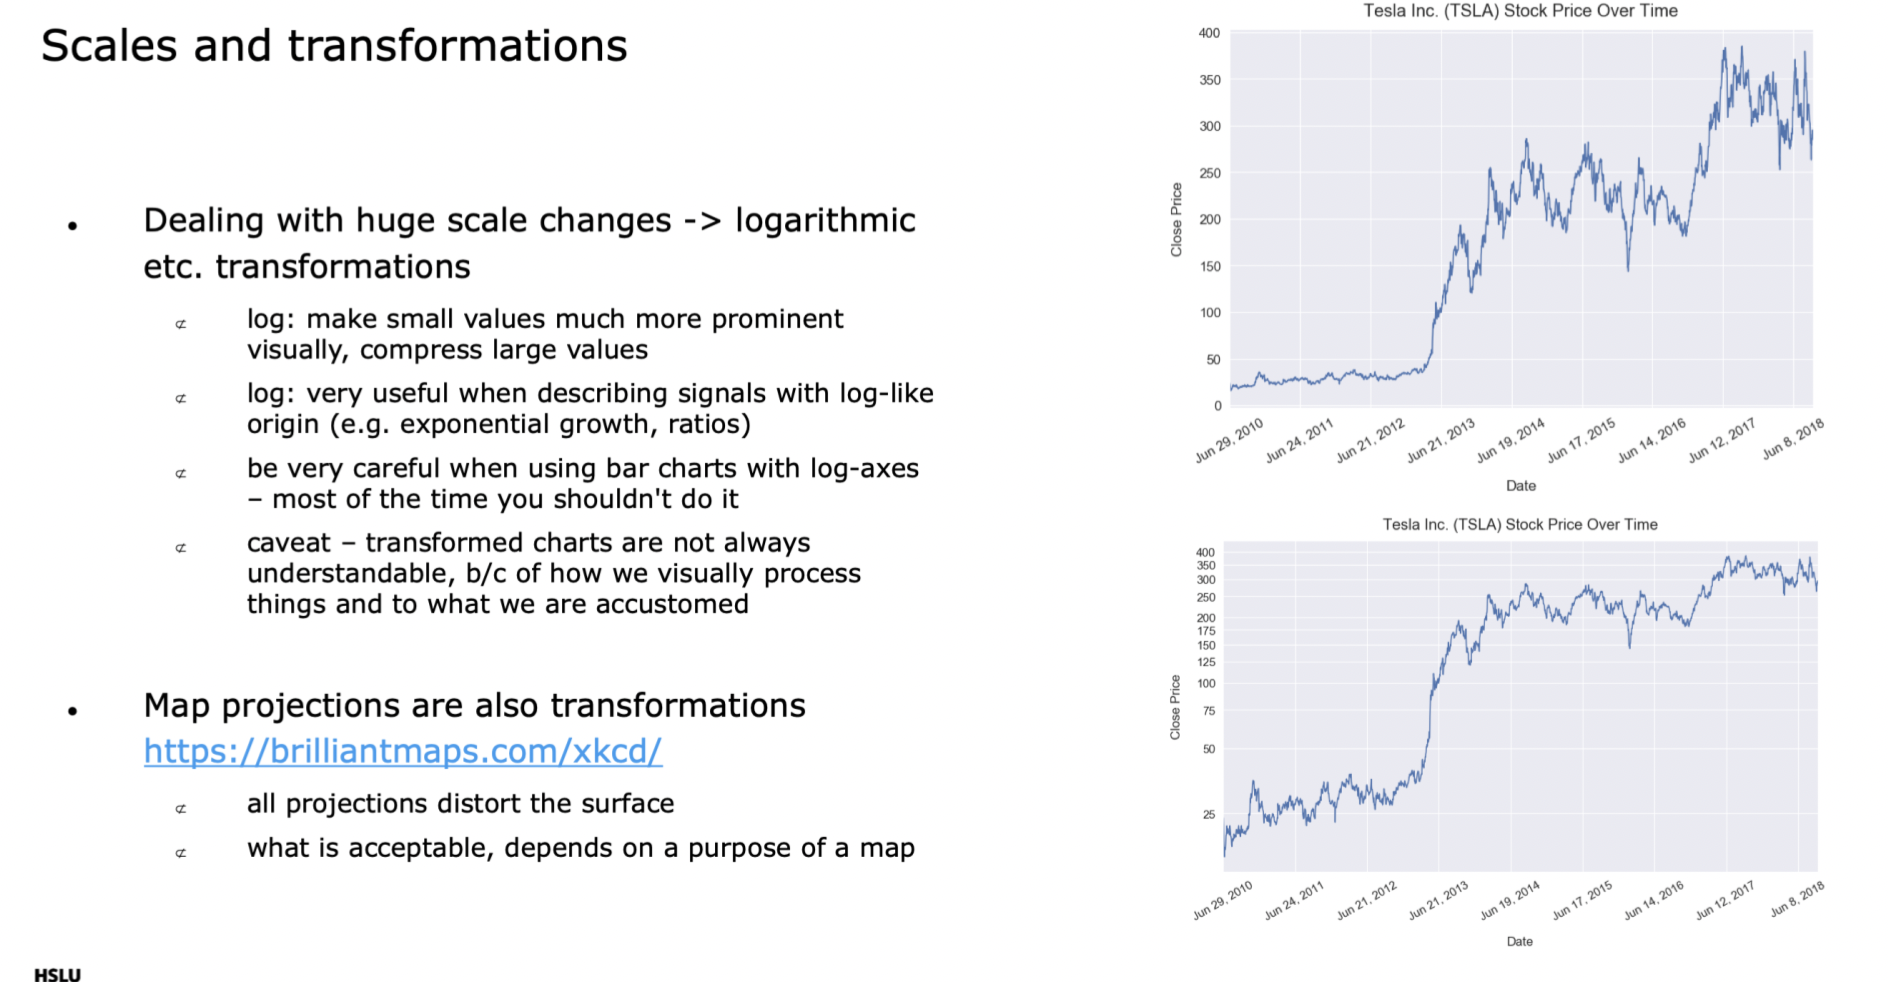 Scales and transformations
• Dealing with huge scale changes -> logarithmic
etc. transformations
⊄ log: make small values much more prominent
visually, compress large values
⊄ log: very useful when describing signals with log-like
origin (e.g. exponential growth, ratios)
⊄ be very careful when using bar charts with log-axes
– most of the time you shouldn't do it
⊄ caveat – transformed charts are not always
understandable, b/c of how we visually process
things and to what we are accustomed
• Map projections are also transformations
https://brilliantmaps.com/xkcd/
⊄ all projections distort the surface
⊄ what is acceptable, depends on a purpose of a map
HSLU
Tesla Inc. (TSLA) Stock Price Over Time
400
350
300
250
200
150
100
50
0
Close Price
Jun 29, 2010
Jun 24, 2011
Jun 21, 2012
Jun 21, 2013
Jun 19, 2014
Jun 17, 2015
Jun 14, 2016
Jun 12, 2017
Jun 8, 2018
Date
Tesla Inc. (TSLA) Stock Price Over Time
400
350
300
250
200
175
150
125
100
75
50
25
Close Price
Jun 29, 2010
Jun 24, 2011
Jun 21, 2012
Jun 21, 2013
Jun 19, 2014
Jun 17, 2015
Jun 14, 2016
Jun 12, 2017
Jun 8, 2018
Date